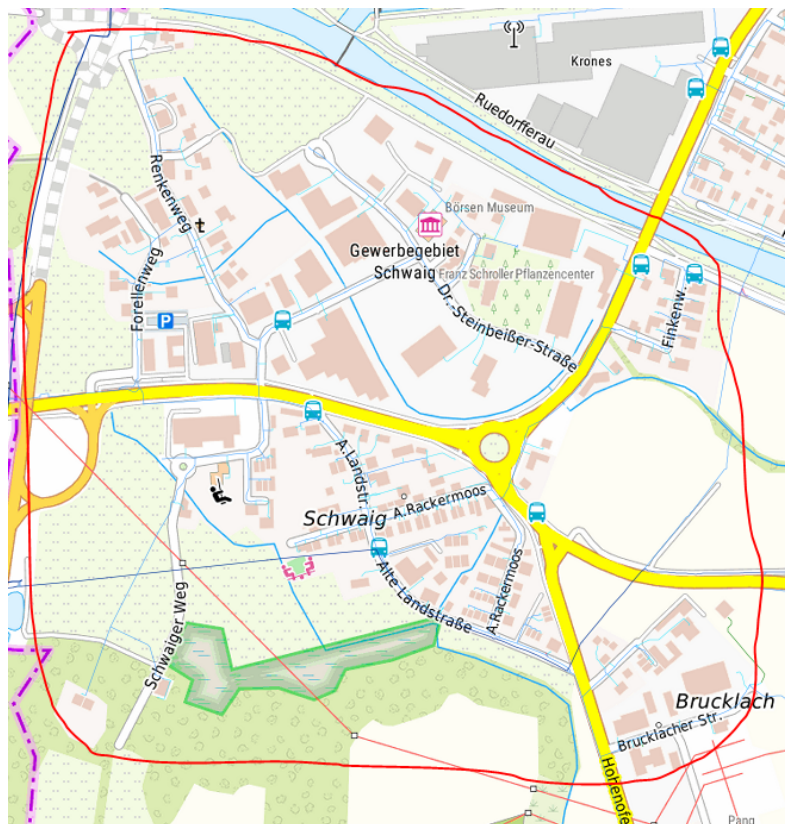 Krones
Ruedorfferau
Renkenweg
Börsen Museum
Gewerbegebiet
Schwaig
Franz Schroller Pflanzencenter
Forellenweg
P
Dr.-Steinbeißer-Straße
Finkenw.
A.Landstr.
Schwaig
A.Rackermoos
Alte Landstraße
A.Rackermoos
Schwaiger Weg
Brucklach
Brucklacher Str.
Hohenofe
Pang